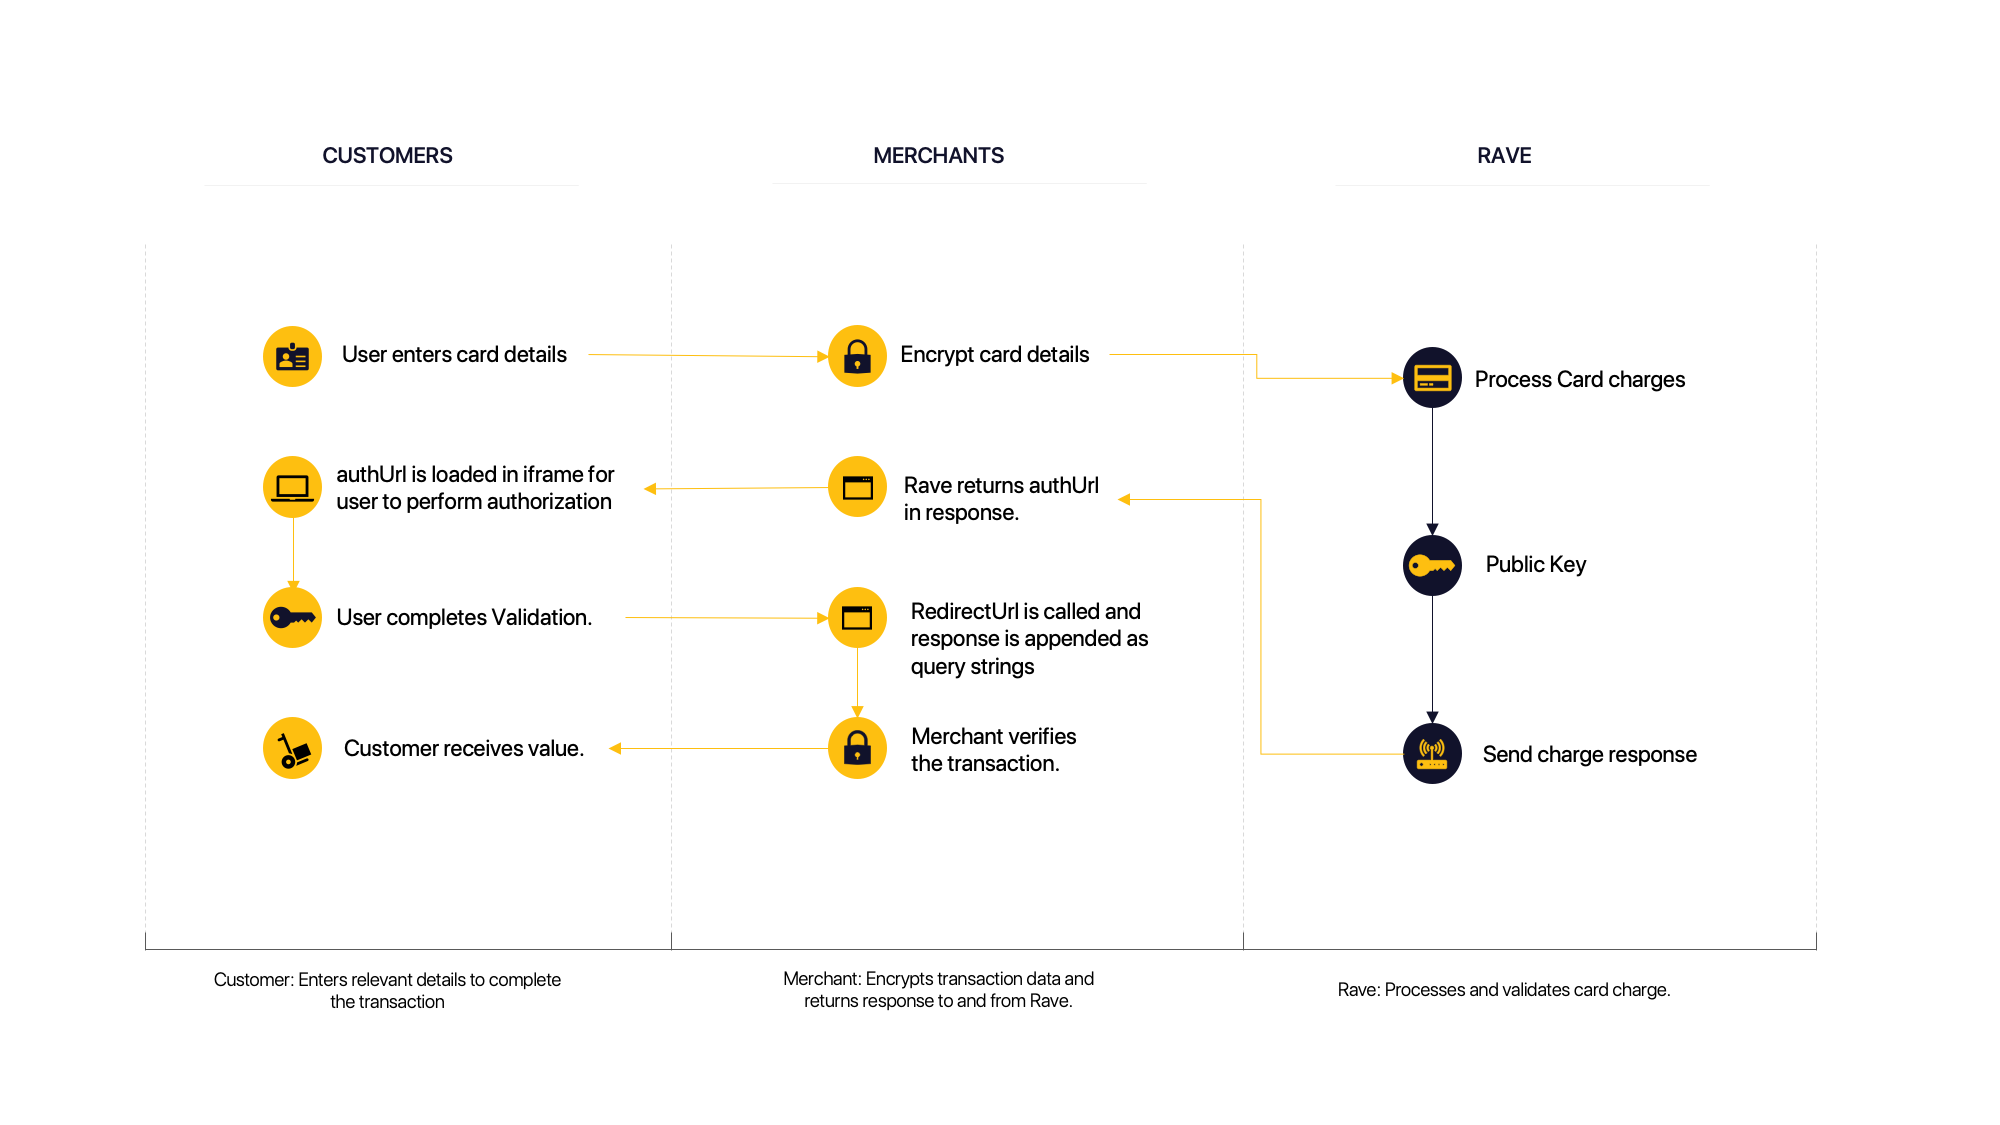 CUSTOMERS
MERCHANTS
RAVE
User enters card details
Encrypt card details
Process Card charges
authUrl is loaded in iframe for
user to perform authorization
Rave returns authUrl
in response.
Public Key
User completes Validation.
RedirectUrl is called and
response is appended as
query strings
Customer receives value.
Merchant verifies
the transaction.
Send charge response
Customer: Enters relevant details to complete
the transaction
Merchant: Encrypts transaction data and
returns response to and from Rave.
Rave: Processes and validates card charge.